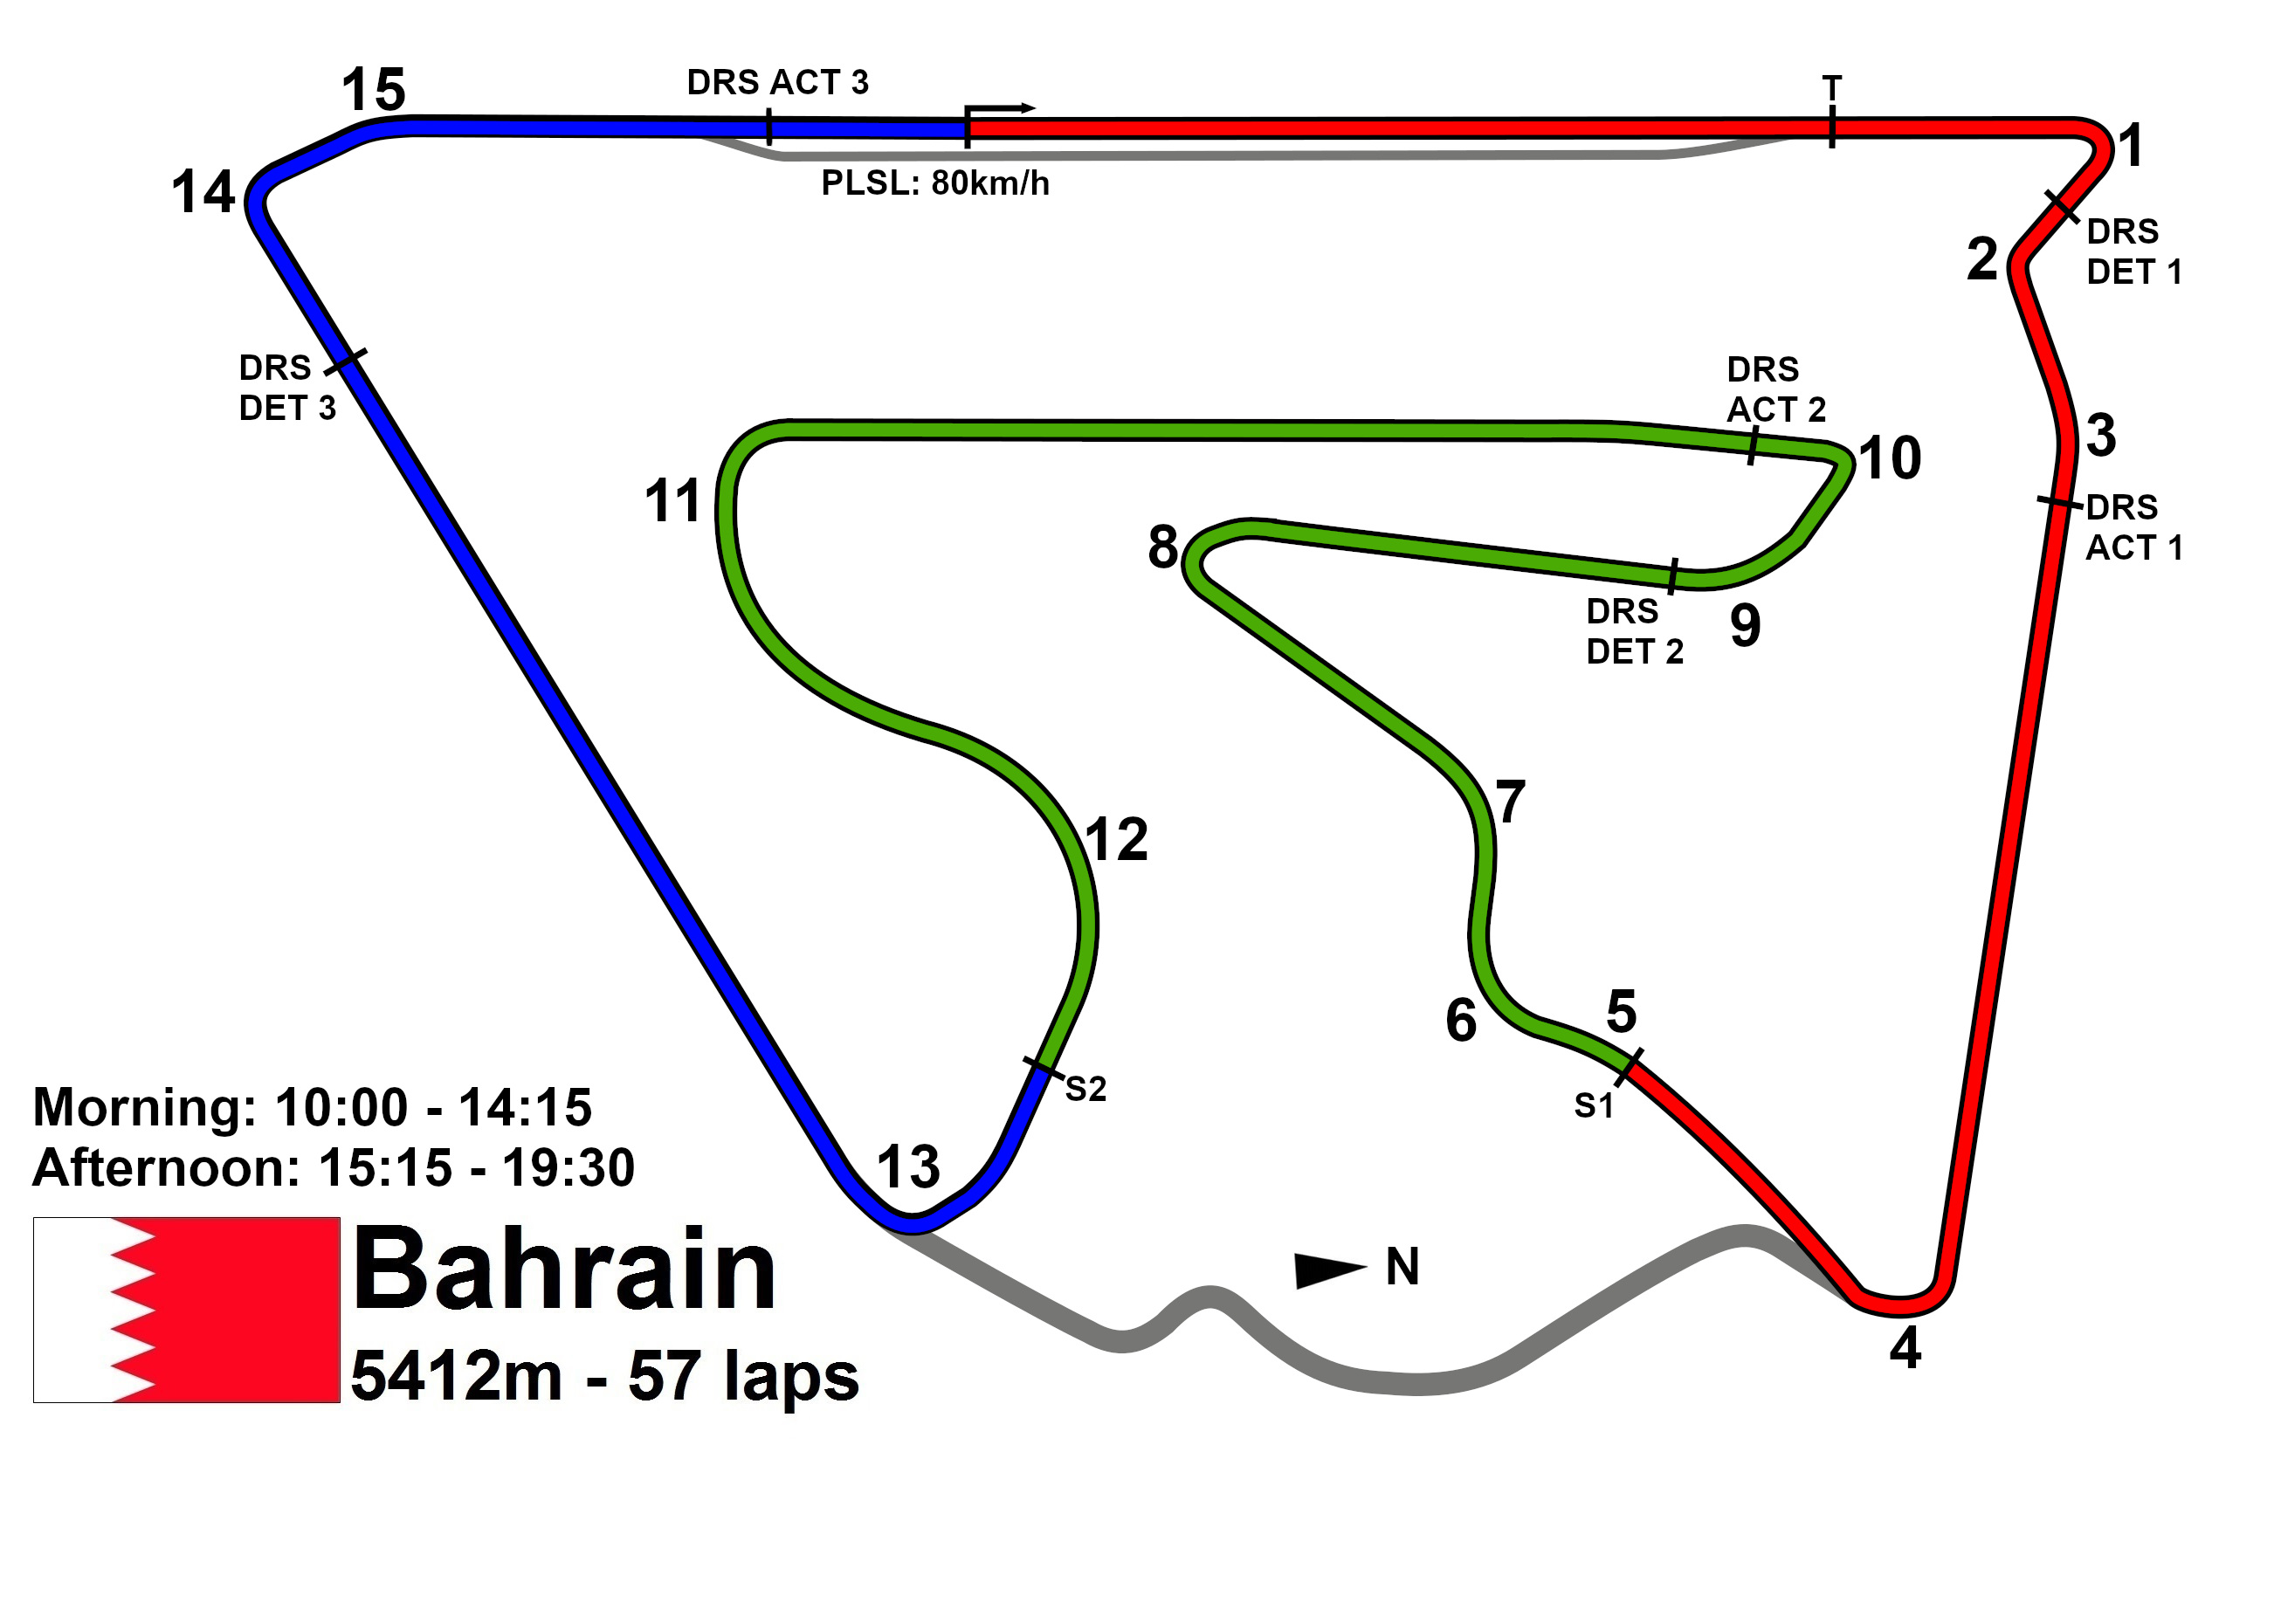 15
DRS ACT 3
T
1
14
PLSL: 80km/h
DRS
DET 1
2
DRS
DET 3
DRS
ACT 2
3
10
11
8
DRS
ACT 1
DRS
DET 2
9
7
12
6
5
S2
S1
Morning: 10:00 - 14:15
Afternoon: 15:15 - 19:30
13
Bahrain
N
4
5412m - 57 laps